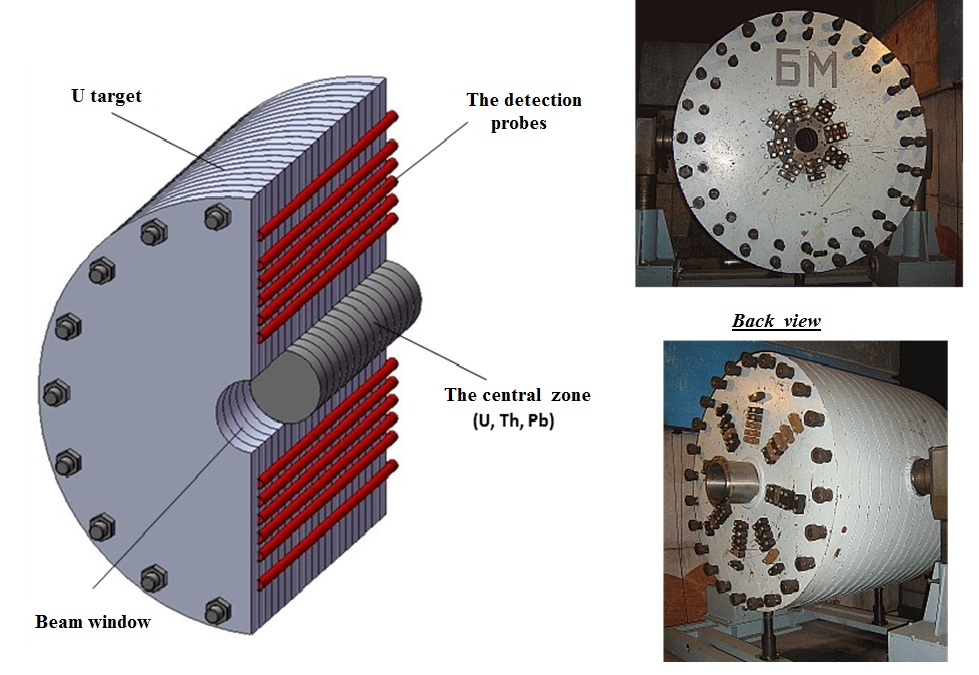 U target
The detection
probes
БМ
Back view
The central zone
(U, Th, Pb)
Beam window